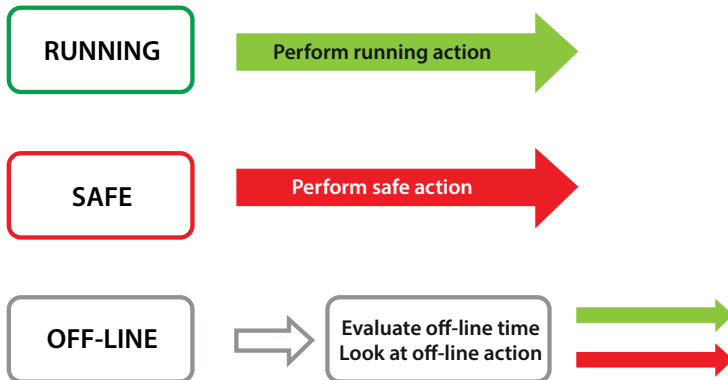 RUNNING
Perform running action
SAFE
Perform safe action
OFF-LINE
Evaluate off-line time
Look at off-line action